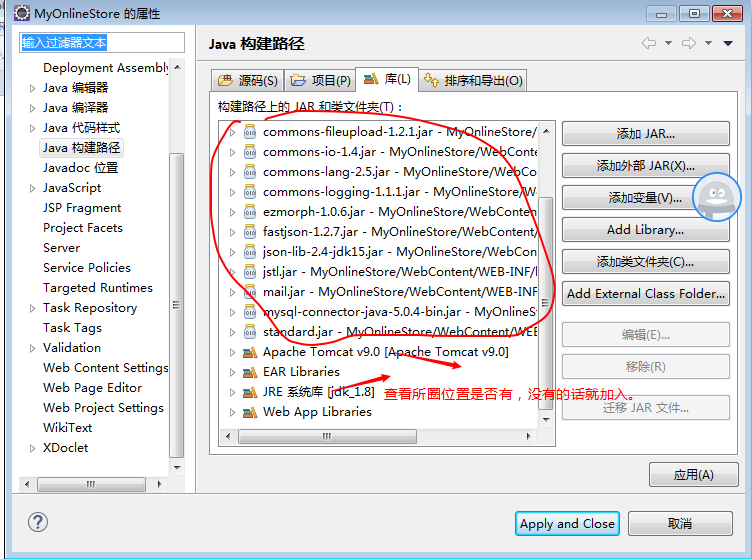 MyOnlineStore 的属性
输入过滤器文本
Java 构建路径
Deployment Assembly
Java 编辑器
Java 编译器
Java 代码样式
Java 构建路径
Javadoc 位置
JavaScript
JSP Fragment
Project Facets
Server
Service Policies
Targeted Runtimes
Task Repository
Task Tags
Validation
Web Content Settings
Web Page Editor
Web Project Settings
WikiText
XDoclet
源码(S)
项目(P)
库(L)
排序和导出(O)
构建路径上的 JAR 和类文件夹(T)：
commons-fileupload-1.2.1.jar - MyOnlineStore/
commons-io-1.4.jar - MyOnlineStore/WebConte
commons-lang-2.5.jar - MyOnlineStore/WebCon
commons-logging-1.1.1.jar - MyOnlineStore/W
ezmorph-1.0.6.jar - MyOnlineStore/WebContent
fastjson-1.2.7.jar - MyOnlineStore/WebContent
json-lib-2.4-jdk15.jar - MyOnlineStore/WebCont
jstl.jar - MyOnlineStore/WebContent/WEB-INF/l
mail.jar - MyOnlineStore/WebContent/WEB-INF
mysql-connector-java-5.0.4-bin.jar - MyOnlineS
standard.jar - MyOnlineStore/WebContent/WEB
Apache Tomcat v9.0 [Apache Tomcat v9.0]
EAR Libraries
JRE 系统库 [jdk_1.8]
Web App Libraries
查看所圈位置是否有，没有的话就加入。
添加 JAR...
添加外部 JAR(X)...
添加变量(V)...
Add Library...
添加类文件夹(C)...
Add External Class Folder...
编辑(E)...
移除(R)
迁移 JAR 文件...
应用(A)
Apply and Close
取消